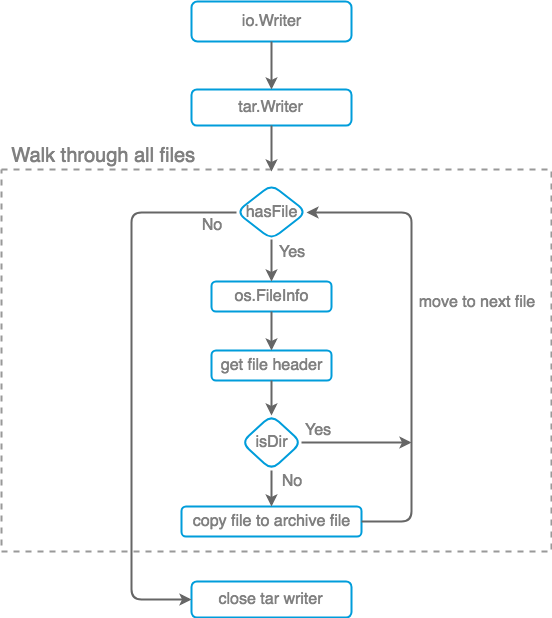 io.Writer
tar.Writer
Walk through all files
hasFile
No
Yes
os.FileInfo
move to next file
get file header
isDir
Yes
No
copy file to archive file
close tar writer